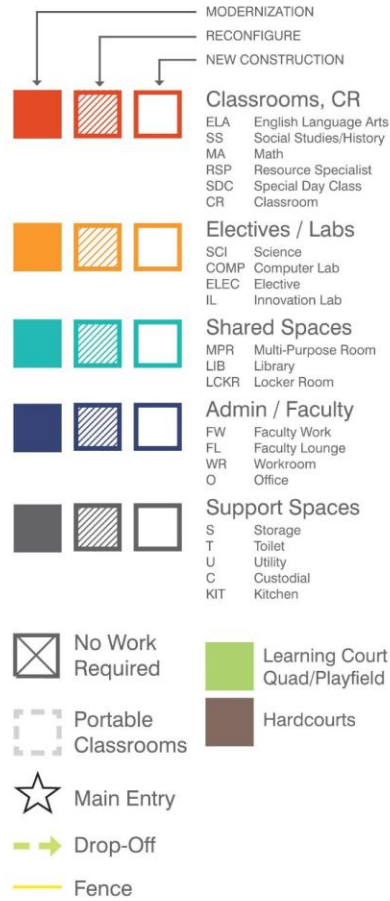 MODERNIZATION
RECONFIGURE
NEW CONSTRUCTION
Classrooms, CR
ELA English Language Arts
SS Social Studies/History
MA Math
RSP Resource Specialist
SDC Special Day Class
CR Classroom
Electives / Labs
SCI Science
COMP Computer Lab
ELEC Elective
IL Innovation Lab
Shared Spaces
MPR Multi-Purpose Room
LIB Library
LCKR Locker Room
Admin / Faculty
FW Faculty Work
FL Faculty Lounge
WR Workroom
O Office
Support Spaces
S Storage
T Toilet
U Utility
C Custodial
KIT Kitchen
No Work
Required
Portable
Classrooms
Main Entry
Drop-Off
Fence
Learning Court
Quad/Playfield
Hardcourts